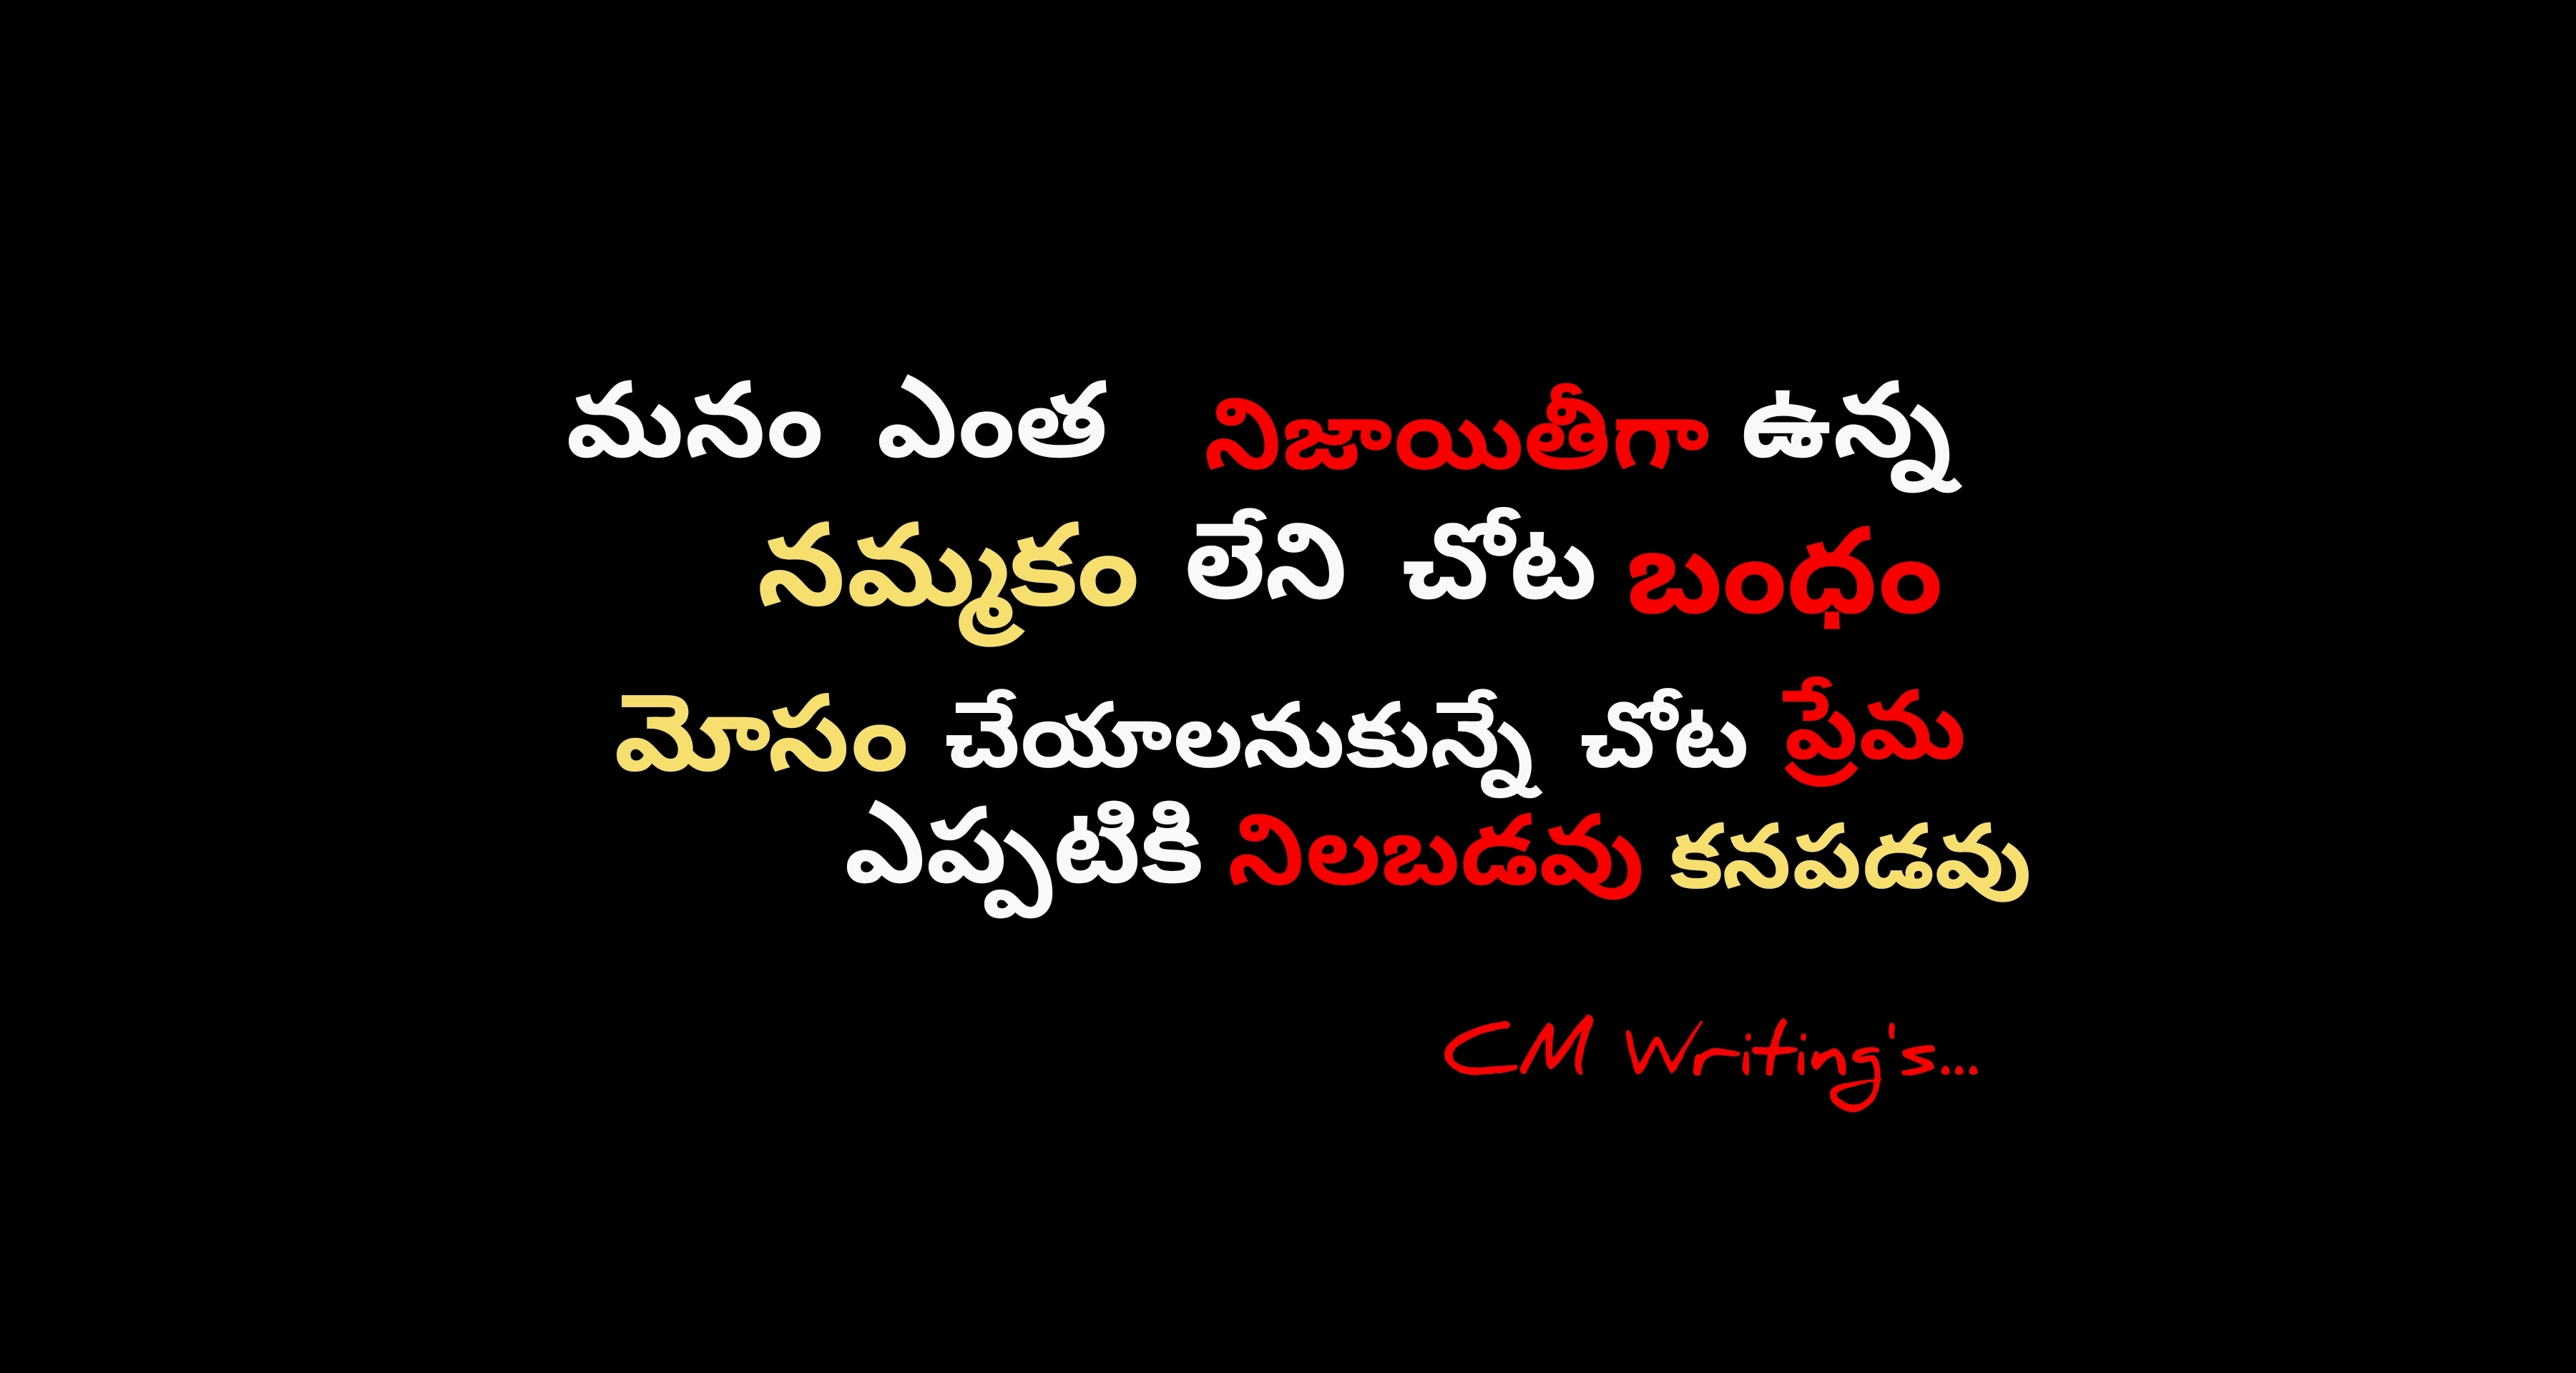 మనం ఎంత నిజాయితీగా ఉన్న
నమ్మకం లేని చోట బంధం
మోసం చేయాలనుకున్నే చోట ప్రేమ
ఎప్పటికి నిలబడవు కనపడవు
CM Writing's...